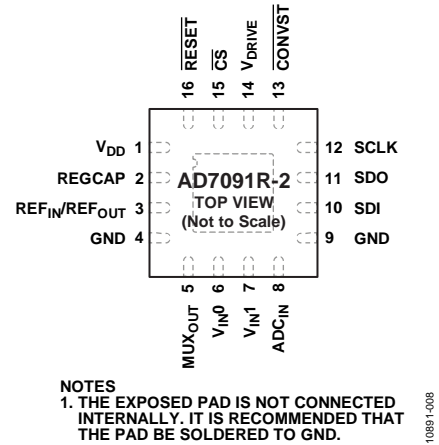 16 RESET
15 CS
14 VDRIVE
13 CONVST
VDD 1
REGCAP 2
REFIN/REFOUT 3
GND 4
AD7091R-2
TOP VIEW
(Not to Scale)
12 SCLK
11 SDO
10 SDI
9 GND
MUXOUT 5
VIN0 6
VIN1 7
ADCIN 8
NOTES
1. THE EXPOSED PAD IS NOT CONNECTED
INTERNALLY. IT IS RECOMMENDED THAT
THE PAD BE SOLDERED TO GND.
10891-008